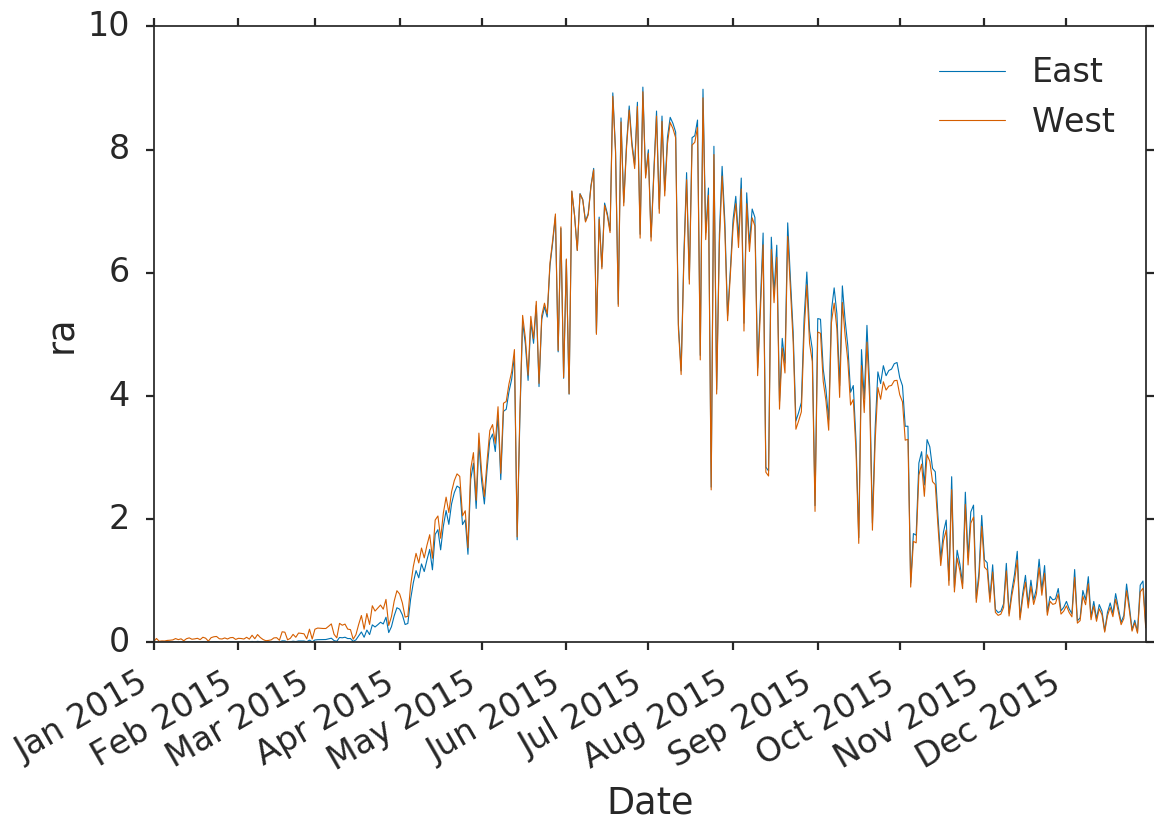 10
8
6
4
2
0
ra
East
West
Jan 2015
Feb 2015
Mar 2015
Apr 2015
May 2015
Jun 2015
Jul 2015
Aug 2015
Sep 2015
Oct 2015
Nov 2015
Dec 2015
Date